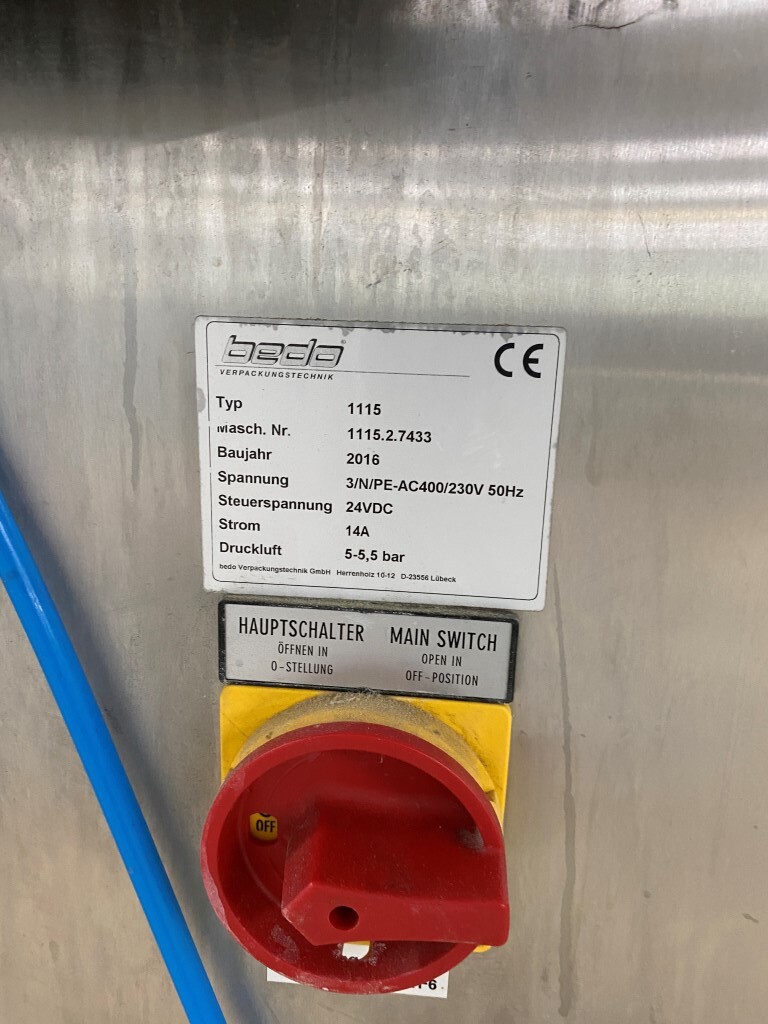 bedo
VERPACKUNGSTECHNIK
CE
Typ 1115
Masch. Nr. 1115.2.7433
Baujahr 2016
Spannung 3/N/PE-AC400/230V 50Hz
Steuerspannung 24VDC
Strom 14A
Druckluft 5-5,5 bar
bedo Verpackungstechnik GmbH Herrenholz 10-12 D-23556 Lübeck
HAUPTSCHALTER MAIN SWITCH
ÖFFNEN IN OPEN IN
O-STELLUNG OFF-POSITION
OFF